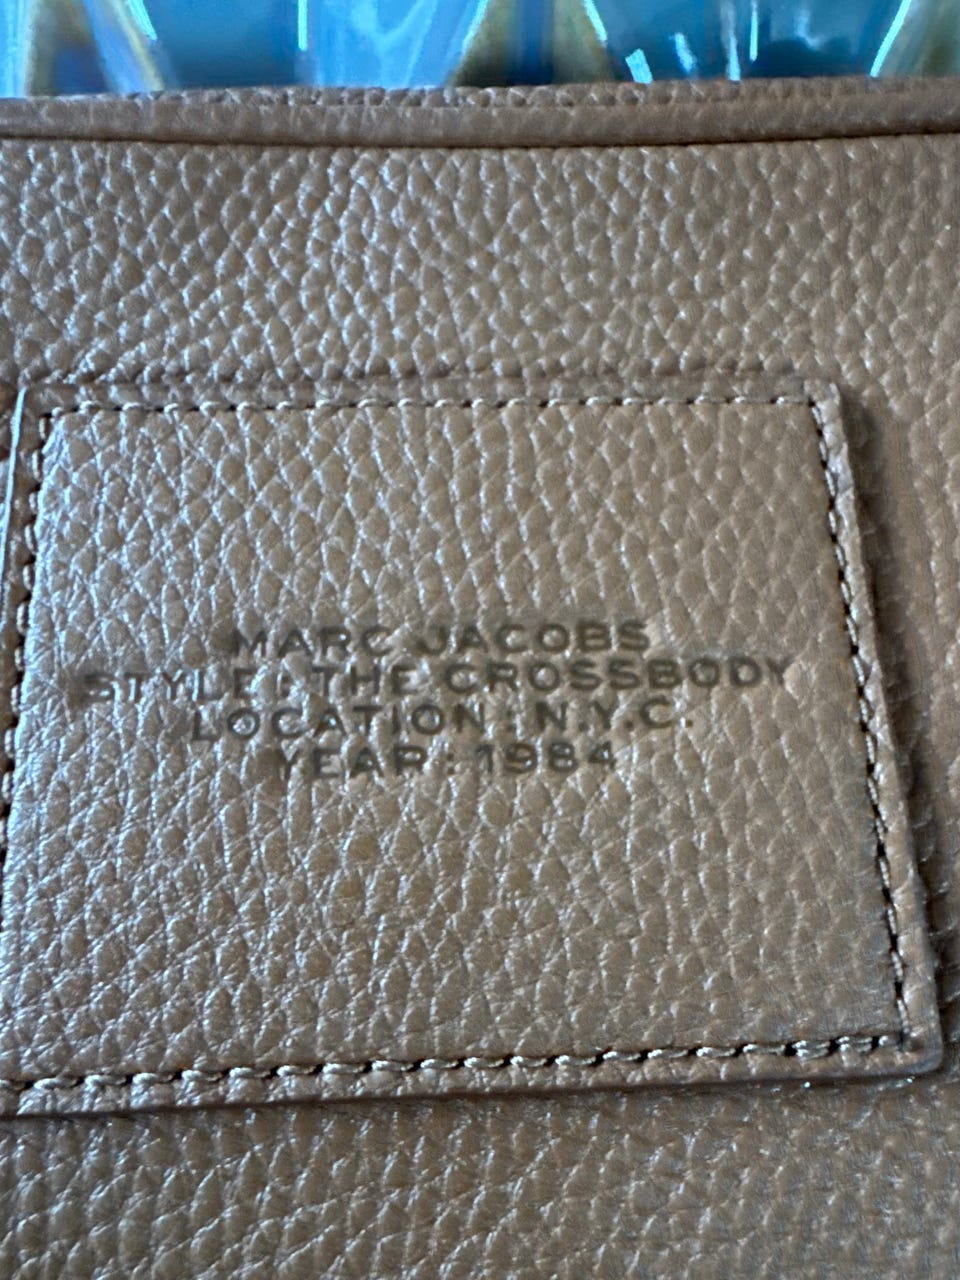 MARC JACOBS
STYLE : THE CROSSBODY
LOCATION : N.Y.C.
YEAR : 1984